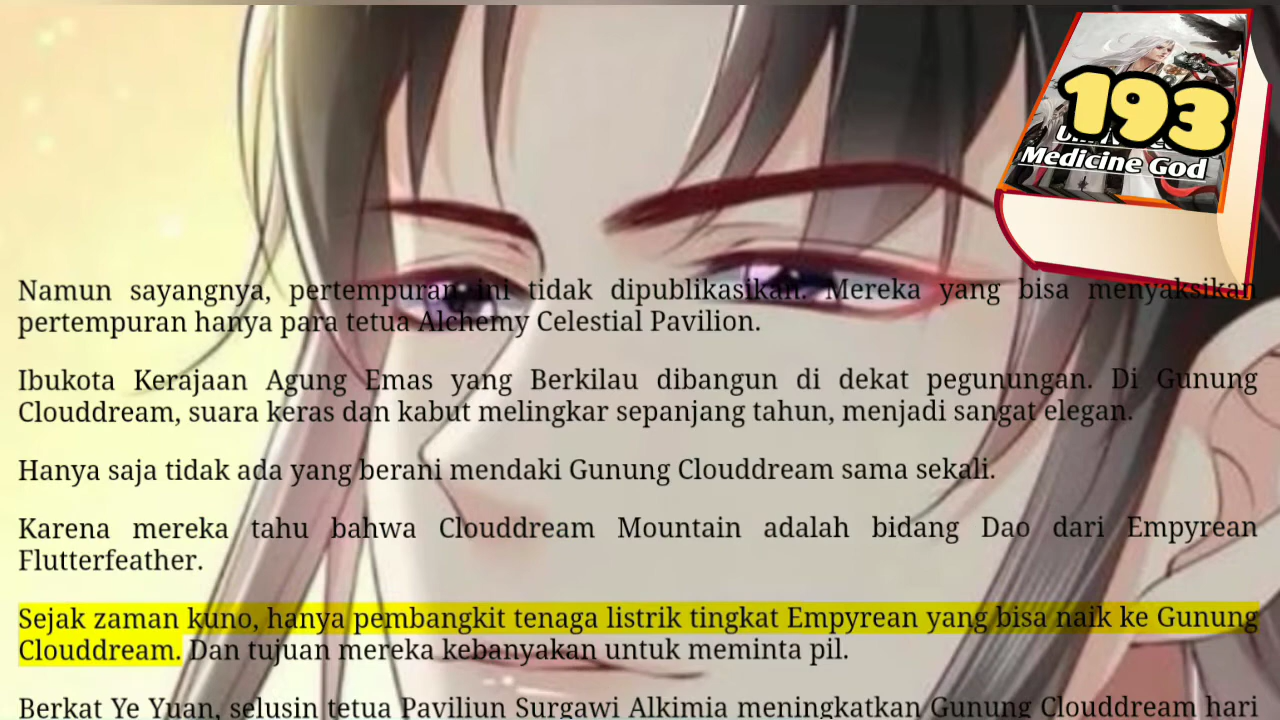 193
Medicine God
Namun sayangnya, pertempuran ini tidak dipublikasikan. Mereka yang bisa menyaksikan
pertempuran hanya para tetua Alchemy Celestial Pavilion.
Ibukota Kerajaan Agung Emas yang Berkilau dibangun di dekat pegunungan. Di Gunung
Clouddream, suara keras dan kabut melingkar sepanjang tahun, menjadi sangat elegan.
Hanya saja tidak ada yang berani mendaki Gunung Clouddream sama sekali.
Karena mereka tahu bahwa Clouddream Mountain adalah bidang Dao dari Empyrean
Flutterfeather.
Sejak zaman kuno, hanya pembangkit tenaga listrik tingkat Empyrean yang bisa naik ke Gunung
Clouddream. Dan tujuan mereka kebanyakan untuk meminta pil.
Berkat Ye Yuan, selusin tetua Paviliun Surgawi Alkimia meningkatkan Gunung Clouddream hari